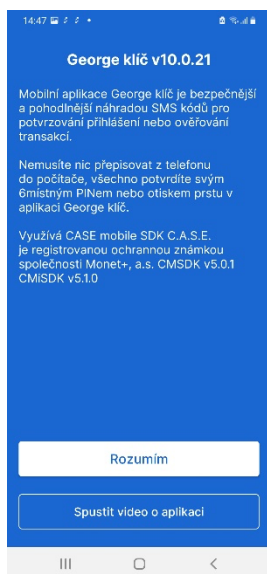 14:47
George klíč v10.0.21
Mobilní aplikace George klíč je bezpečnější
a pohodlnější náhradou SMS kódů pro
potvrzování přihlášení nebo ověřování
transakcí.
Nemusíte nic přepisovat z telefonu
do počítače, všechno potvrdíte svým
6místným PINem nebo otiskem prstu v
aplikaci George klíč.
Využívá CASE mobile SDK C.A.S.E.
je registrovanou ochrannou známkou
společnosti Monet+, a.s. CMSDK v5.0.1
CMiSDK v5.1.0
Rozumím
Spustit video o aplikaci